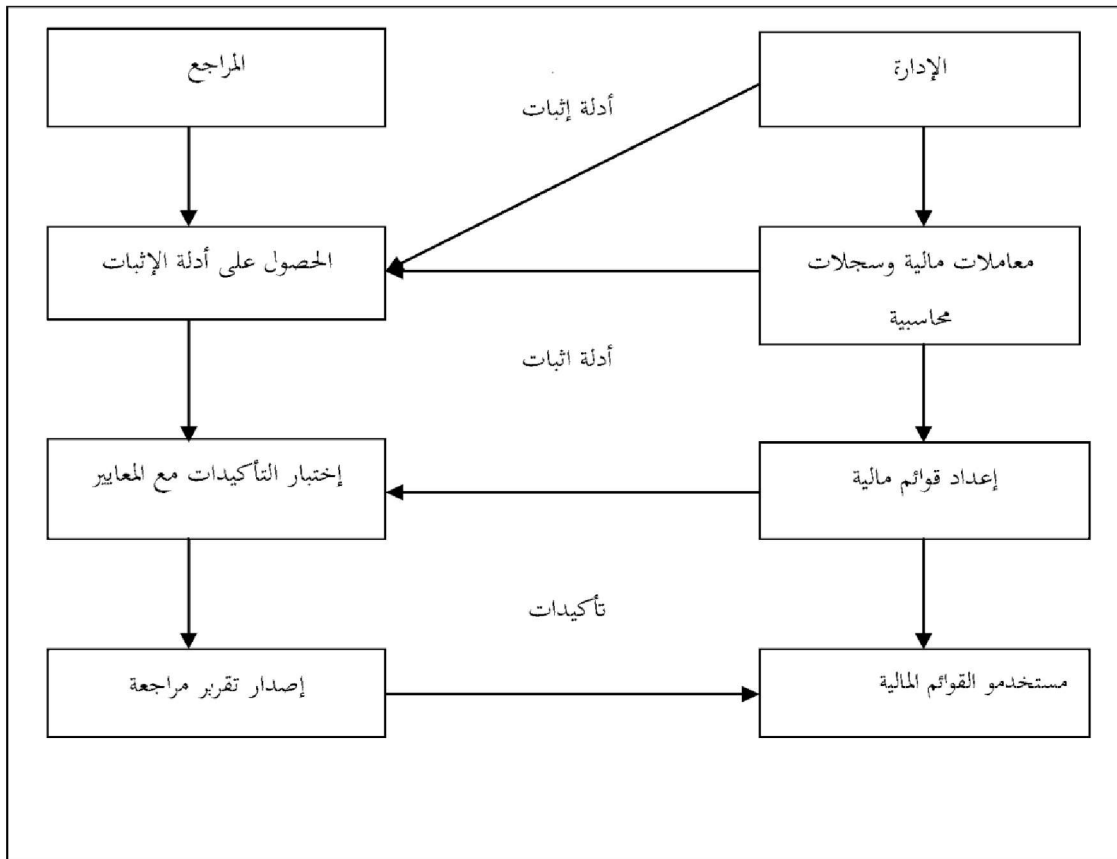 الإدارة
المراجع
أدلة إثبات
معاملات مالية وسجلات
محاسبية
الحصول على أدلة الإثبات
أدلة اثبات
إعداد قوائم مالية
إختبار التأكيدات مع المعايير
تأكيدات
مستخدمو القوائم المالية
إصدار تقرير مراجعة